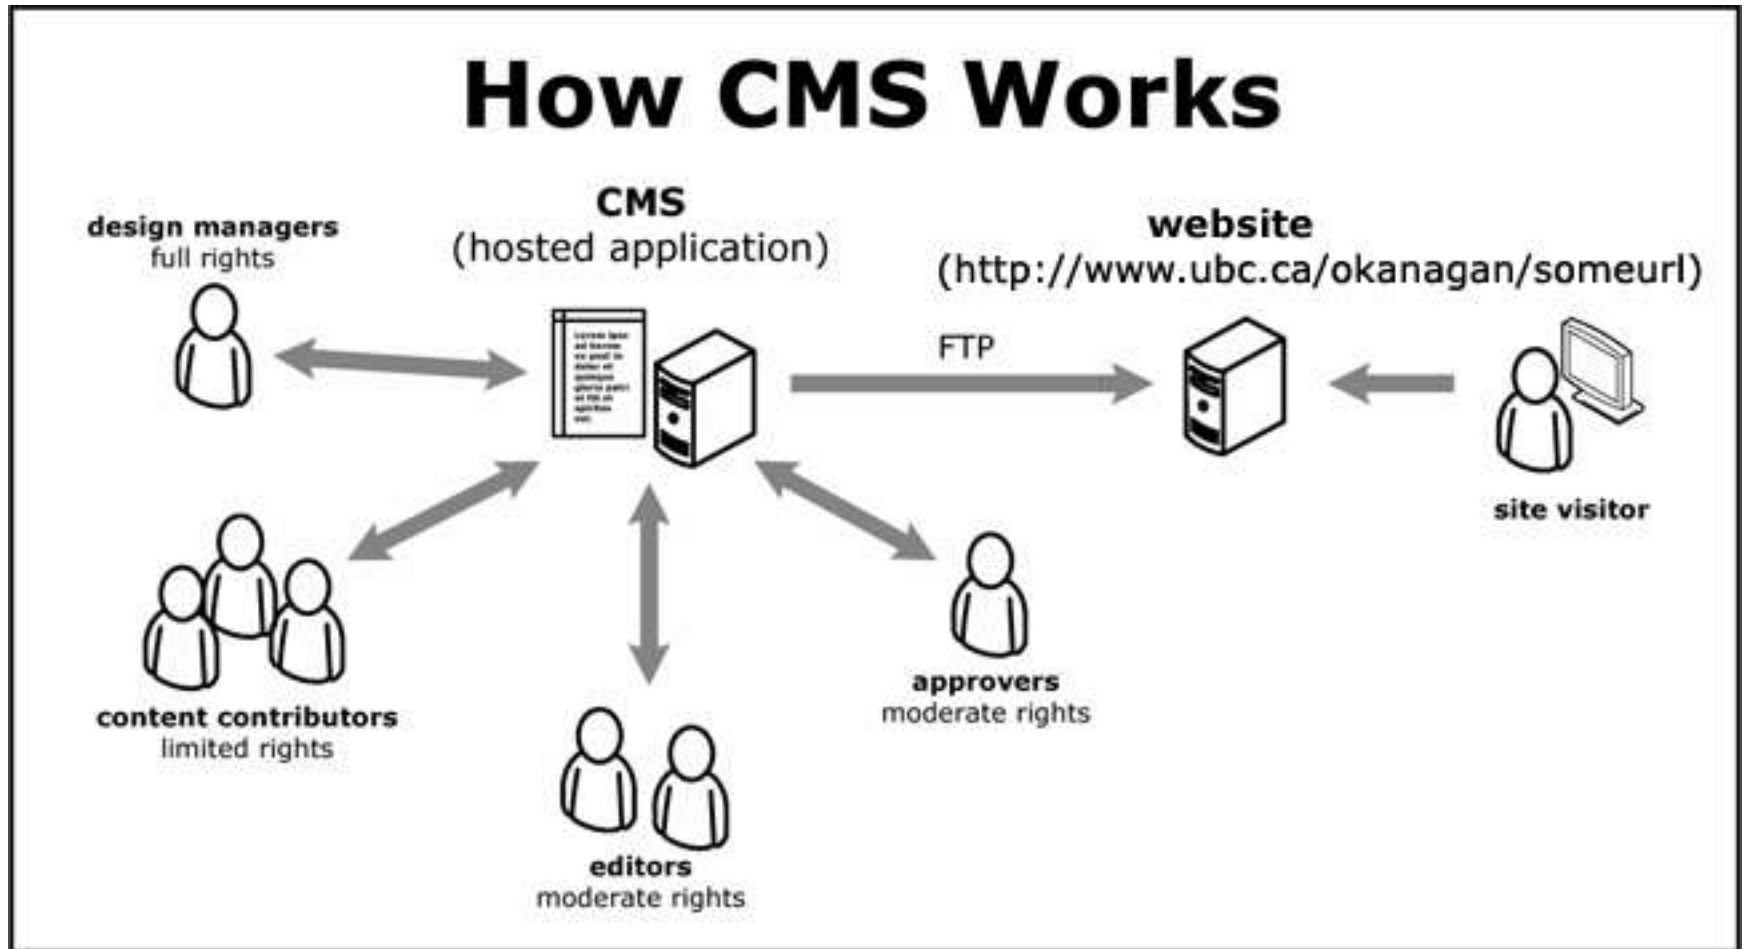 How CMS Works
design managers
full rights
CMS
(hosted application)
website
(http://www.ubc.ca/okanagan/someurl)
FTP
site visitor
content contributors
limited rights
approvers
moderate rights
editors
moderate rights